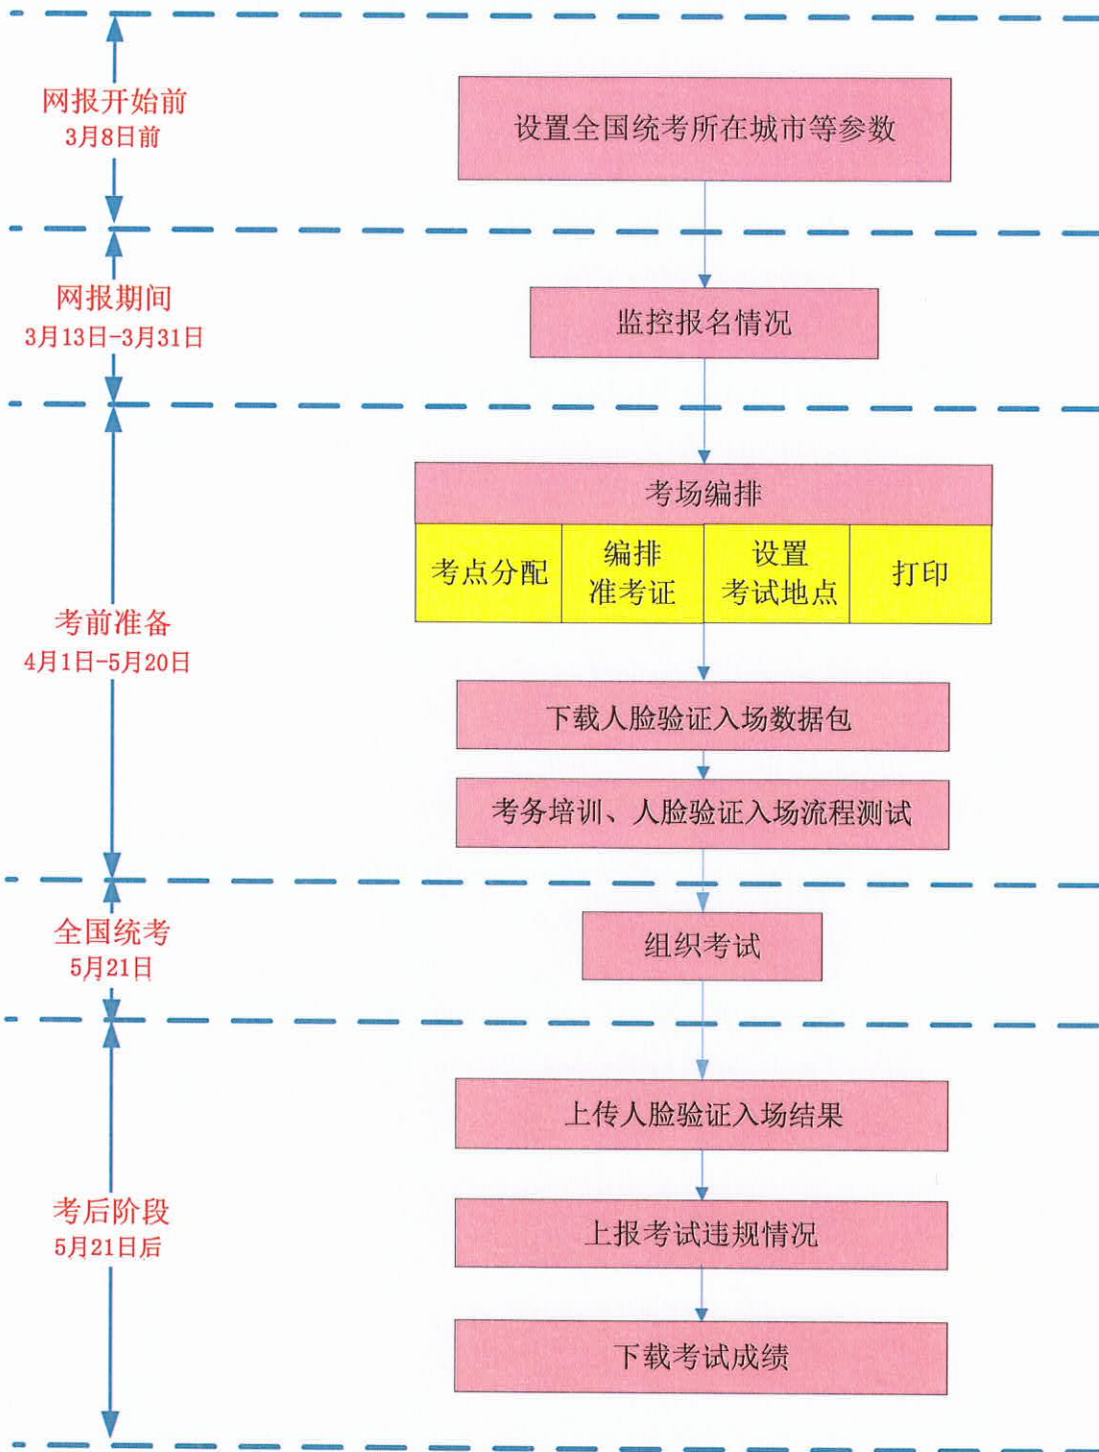 网报开始前
3月8日前
设置全国统考所在城市等参数
网报期间
3月13日-3月31日
监控报名情况
考前准备
4月1日-5月20日
考场编排
考点分配
编排
准考证
设置
考试地点
打印
下载人脸验证入场数据包
考务培训、人脸验证入场流程测试
全国统考
5月21日
组织考试
考后阶段
5月21日后
上传人脸验证入场结果
上报考试违规情况
下载考试成绩